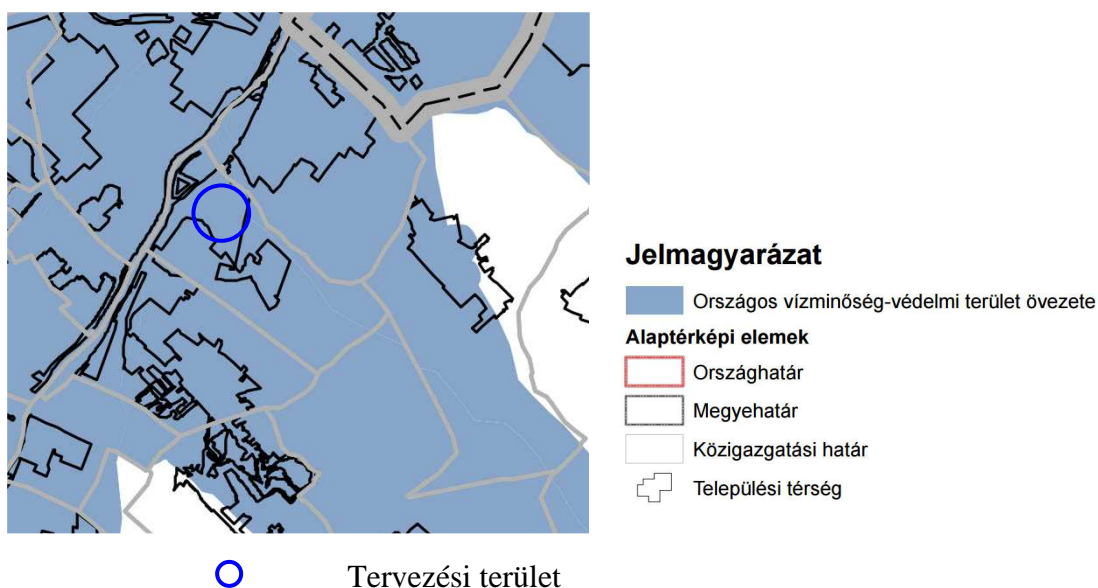 Jelmagyarázat
Országos vízminőség-védelmi terület övezete
Alaptérképi elemek
Országhatár
Megyehatár
Közigazgatási határ
Települési térség
Tervezési terület